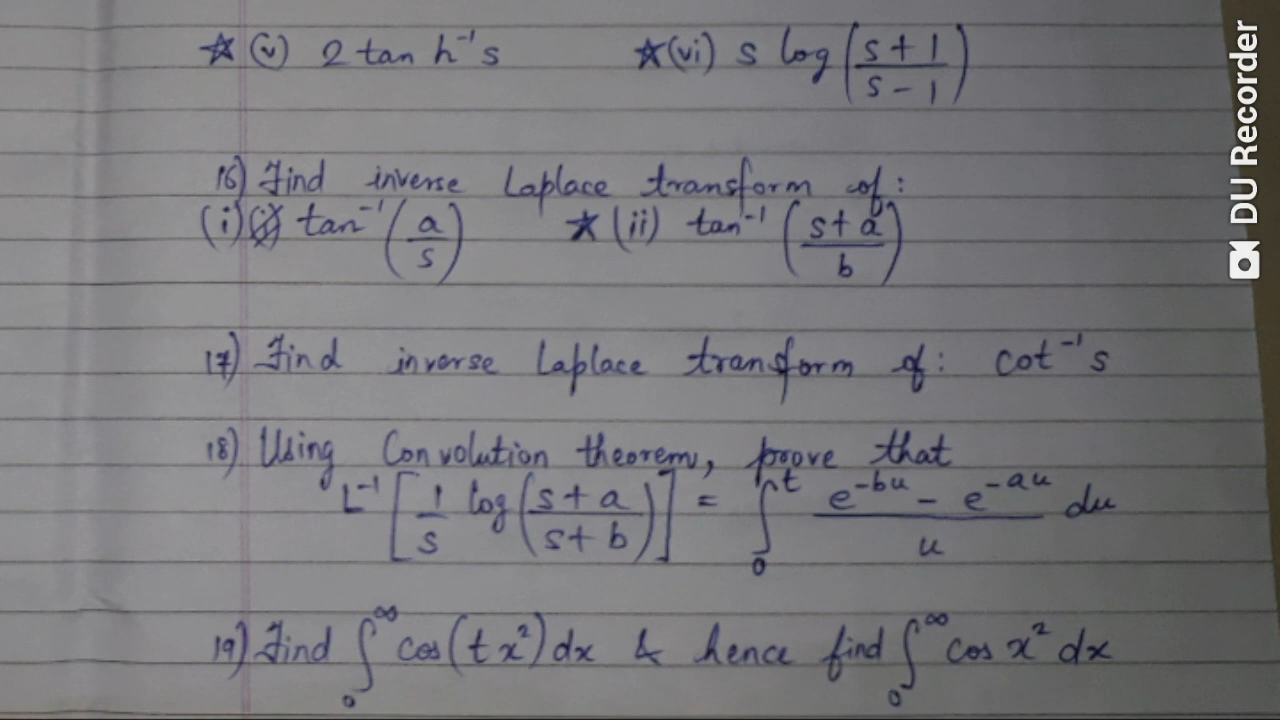 ☆ (v) 2 tan h⁻¹s ☆(vi) s log((s + 1)/(s - 1))
16) Find inverse Laplace transform of:
(i) tan⁻¹(a/s) ☆ (ii) tan⁻¹((s + a)/b)
17) Find inverse Laplace transform of: cot⁻¹s
18) Using Convolution theorem, prove that
L⁻¹[1/s log((s + a)/(s + b))] = ∫₀ᵗ (e^(-bu) - e^(-au))/u du
19) Find ∫₀^∞ cos(tx²)dx & hence find ∫₀^∞ cos x² dx
DU Recorder